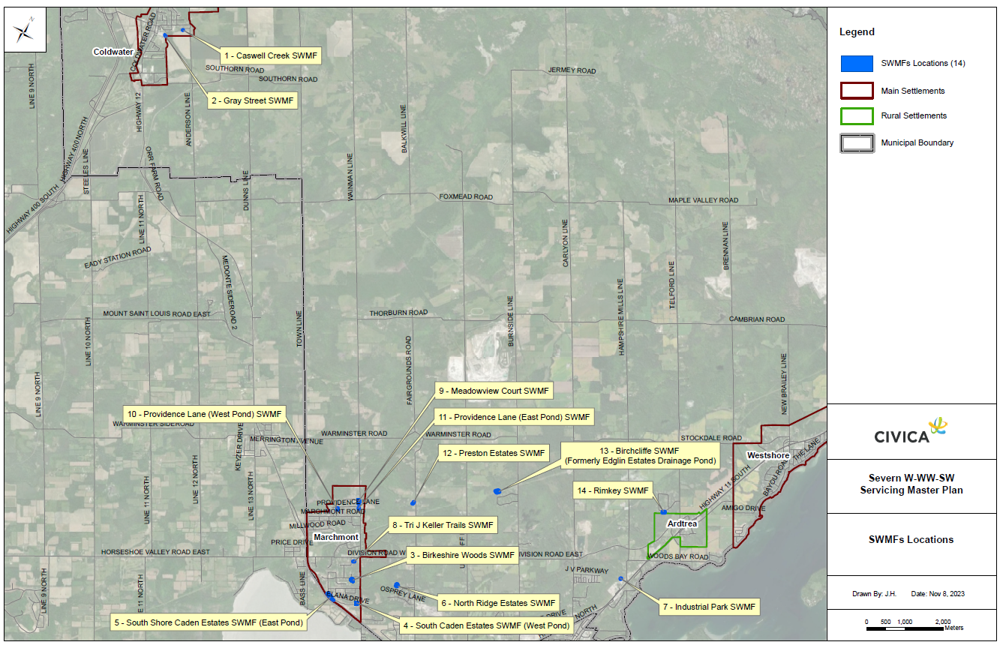 N
Coldwater
COLDWATER ROAD
1 - Caswell Creek SWMF
SOUTHERN ROAD
SOUTHERN ROAD
2 - Gray Street SWMF
JERMEY ROAD
LINE 9 NORTH
HIGHWAY 12
ANDERSON LINE
BALKWILL LINE
HIGHWAY 400 NORTH
STEELES LINE
ORR FARM ROAD
DUNNS LINE
WAINMAN LINE
HIGHWAY 400 SOUTH
LINE 11 NORTH
FOXMEAD ROAD
MAPLE VALLEY ROAD
CARLYON LINE
BRENNAN LINE
EADY STATION ROAD
MEDONTE SIDEROAD 2
TELFORD LINE
HAMPSHIRE MILLS LINE
BURNSIDE LINE
MOUNT SAINT LOUIS ROAD EAST
THORBURN ROAD
CAMBRIAN ROAD
TOWN LINE
LINE 10 NORTH
FAIRGROUNDS ROAD
NEW BRAILEY LINE
LINE 9 NORTH
9 - Meadowview Court SWMF
10 - Providence Lane (West Pond) SWMF
11 - Providence Lane (East Pond) SWMF
WARMINSTER SIDEROAD
KEYZER DRIVE
MERRINGTON AVENUE
WARMINSTER ROAD
WARMINSTER ROAD
STOCKDALE ROAD
12 - Preston Estates SWMF
13 - Birchcliffe SWMF
(Formerly Edglin Estates Drainage Pond)
Westshore
THE LANE
BAYOU ROAD
HIGHWAY 11 SOUTH
LINE 11 NORTH
LINE 12 NORTH
LINE 13 NORTH
14 - Rimkey SWMF
PROVIDENCE LANE
MARCHMONT ROAD
AMIGO DRIVE
MILLWOOD ROAD
8 - Tri J Keller Trails SWMF
Ardtrea
Marchmont
PRICE DRIVE
HORSESHOE VALLEY ROAD EAST
DIVISION ROAD W
3 - Birkeshire Woods SWMF
IVISION ROAD EAST
WOODS BAY ROAD
J V PARKWAY
BASS LINE
LINE 9 NORTH
E 11 NORTH
ELANA DRIVE
OSPREY LANE
6 - North Ridge Estates SWMF
7 - Industrial Park SWMF
DRIVE
NORTH
5 - South Shore Caden Estates SWMF (East Pond)
4 - South Caden Estates SWMF (West Pond)
Legend
SWMFs Locations (14)
Main Settlements
Rural Settlements
Municipal Boundary
CIVICA
Severn W-WW-SW
Servicing Master Plan
SWMFs Locations
Drawn By: J.H. Date: Nov 8, 2023
0 500 1,000 2,000
Meters